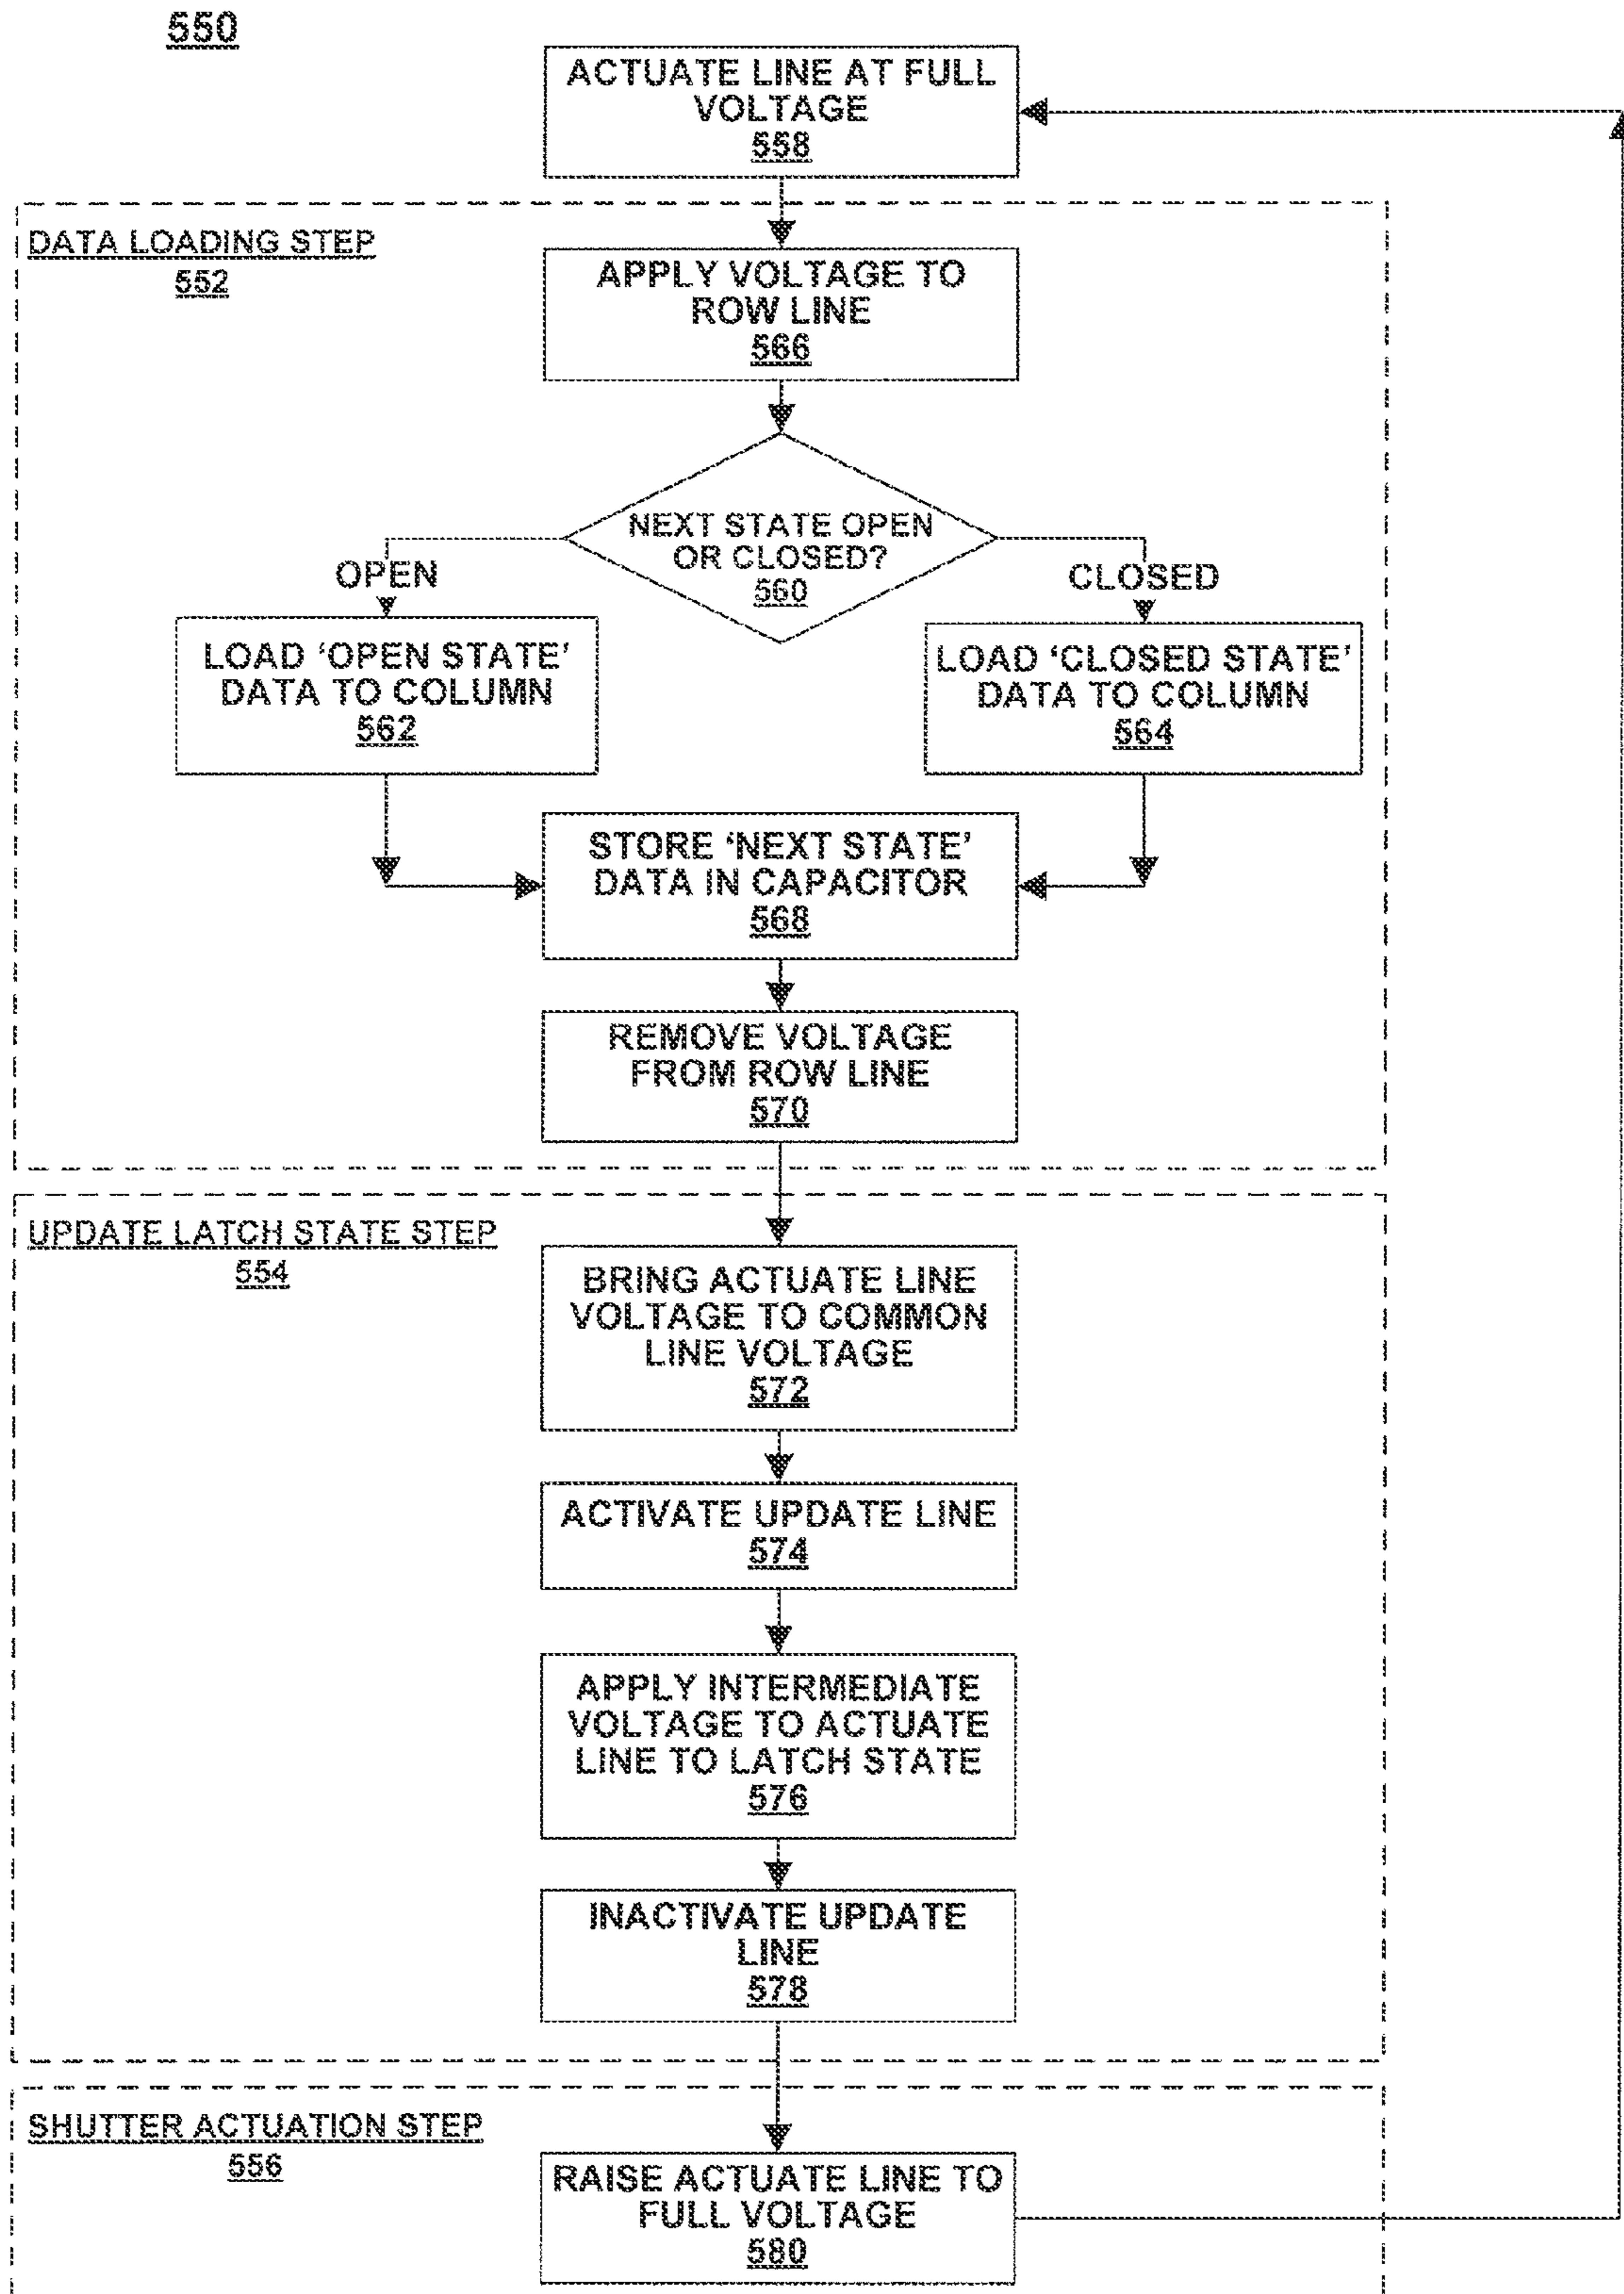 550
ACTUATE LINE AT FULL
VOLTAGE
558
DATA LOADING STEP
552
APPLY VOLTAGE TO
ROW LINE
566
NEXT STATE OPEN
OR CLOSED?
560
OPEN
CLOSED
LOAD ‘OPEN STATE’
DATA TO COLUMN
562
LOAD ‘CLOSED STATE’
DATA TO COLUMN
564
STORE ‘NEXT STATE’
DATA IN CAPACITOR
568
REMOVE VOLTAGE
FROM ROW LINE
570
UPDATE LATCH STATE STEP
554
BRING ACTUATE LINE
VOLTAGE TO COMMON
LINE VOLTAGE
572
ACTIVATE UPDATE LINE
574
APPLY INTERMEDIATE
VOLTAGE TO ACTUATE
LINE TO LATCH STATE
576
INACTIVATE UPDATE
LINE
578
SHUTTER ACTUATION STEP
556
RAISE ACTUATE LINE TO
FULL VOLTAGE
580